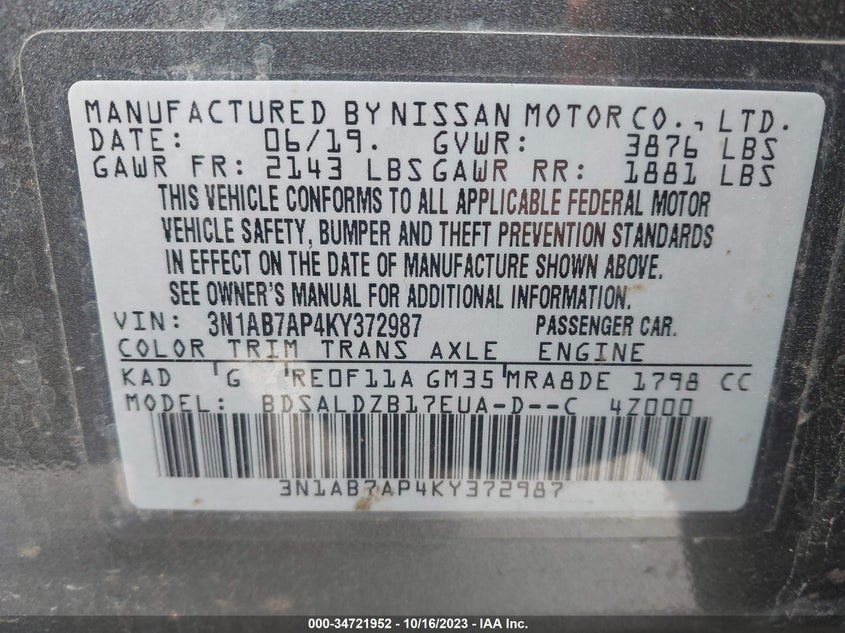 MANUFACTURED BY NISSAN MOTOR CO., LTD.
DATE: 06/19. GVWR: 3876 LBS
GAWR FR: 2143 LBS GAWR RR: 1881 LBS
THIS VEHICLE CONFORMS TO ALL APPLICABLE FEDERAL MOTOR
VEHICLE SAFETY, BUMPER AND THEFT PREVENTION STANDARDS
IN EFFECT ON THE DATE OF MANUFACTURE SHOWN ABOVE.
SEE OWNER'S MANUAL FOR ADDITIONAL INFORMATION.
VIN: 3N1AB7AP4KY372987 PASSENGER CAR.
COLOR TRIM TRANS AXLE ENGINE
KAD G RE0F11A GM35 MRA8DE 1798 CC
MODEL: BDSALDZB17EUA-D--C 4Z000
3N1AB7AP4KY372987
000-34721952 - 10/16/2023 - IAA Inc.